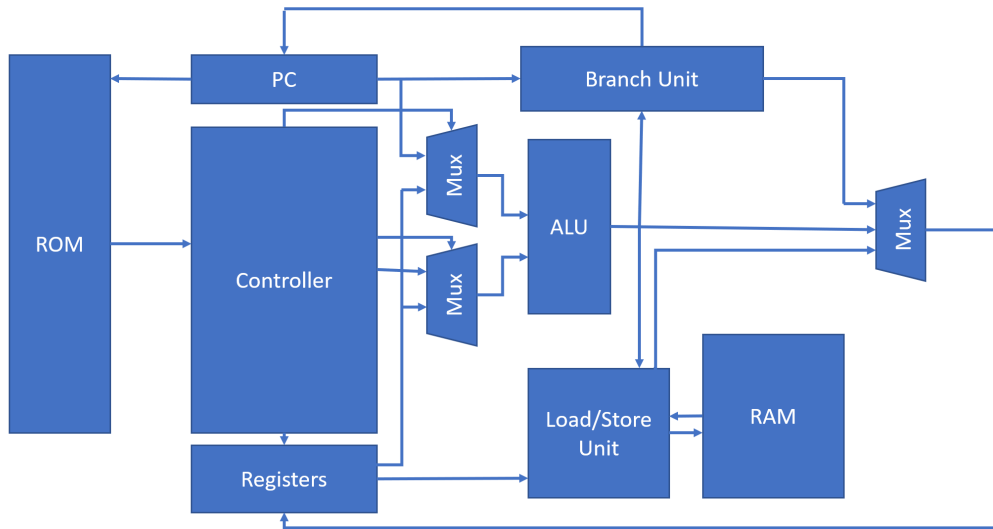 PC
Branch Unit
Mux
ROM
ALU
Mux
Controller
Mux
Load/Store
Unit
RAM
Registers